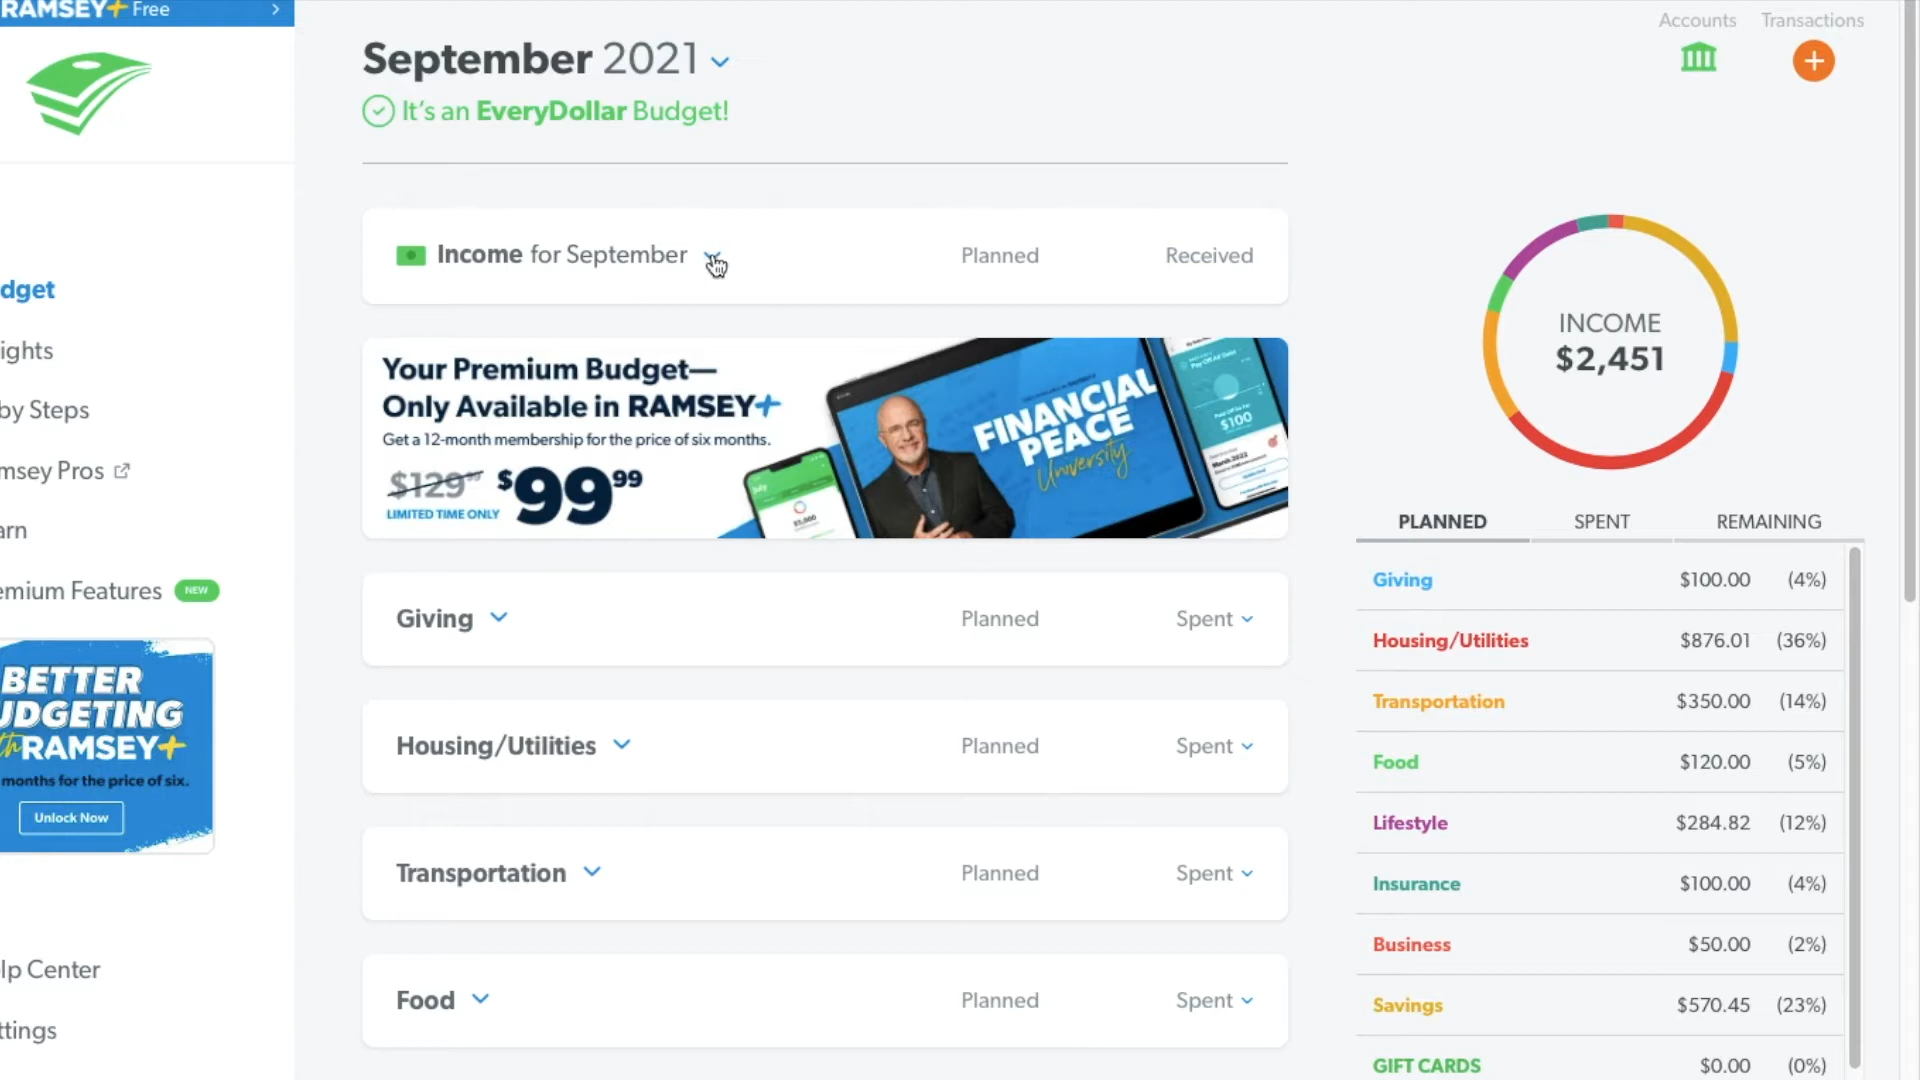 RAMSEY+ Free
September 2021
It's an EveryDollar Budget!
Accounts
Transactions
dget
ights
by Steps
msey Pros
arn
emium Features NEW
BETTER
UDGETING
th RAMSEY+
months for the price of six.
Unlock Now
lp Center
ttings
Income for September Planned Received
Your Premium Budget—
Only Available in RAMSEY+
Get a 12-month membership for the price of six months.
$129
$99.99
LIMITED TIME ONLY
FINANCIAL
PEACE
University
$100
Giving Planned Spent
Housing/Utilities Planned Spent
Transportation Planned Spent
Food Planned Spent
INCOME
$2,451
PLANNED SPENT REMAINING
Giving $100.00 (4%)
Housing/Utilities $876.01 (36%)
Transportation $350.00 (14%)
Food $120.00 (5%)
Lifestyle $284.82 (12%)
Insurance $100.00 (4%)
Business $50.00 (2%)
Savings $570.45 (23%)
GIFT CARDS $0.00 (0%)